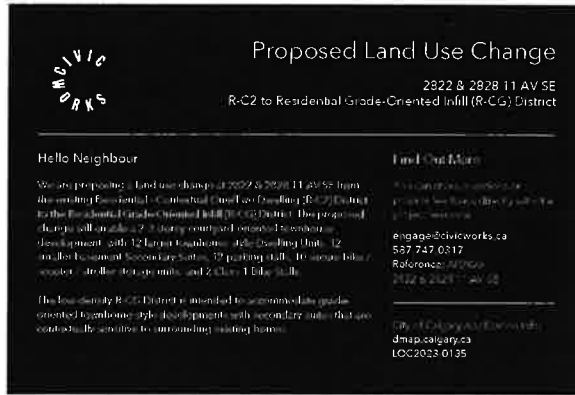 CIVIC WORKS
Proposed Land Use Change
2822 & 2828 11 AV SE
R-C2 to Residential Grade-Oriented Infill (R-CG) District
Hello Neighbour
Find Out More
We are proposing a land use change at 2822 & 2828 11 AV SE from
the existing Residential - Contextual One/Two Dwelling (R-C2) District
to the Residential Grade-Oriented Infill (R-CG) District. The proposed
change will enable a 2-3 storey courtyard-oriented townhouse
development, with 12 larger townhouse-style Dwelling Units, 12
smaller basement Secondary Suites, 12 parking stalls, 10 secure bike /
scooter / stroller storage units, and 2 Class 1 Bike Stalls.
The low-density R-CG District is intended to accommodate grade-
oriented townhome-style developments with secondary suites that are
contextually sensitive to surrounding existing homes.
engage@civicworks.ca
587.747.0317
Reference:
2822 & 2828 11 AV SE
City of Calgary
dmap.calgary.ca
LOC2023-0135